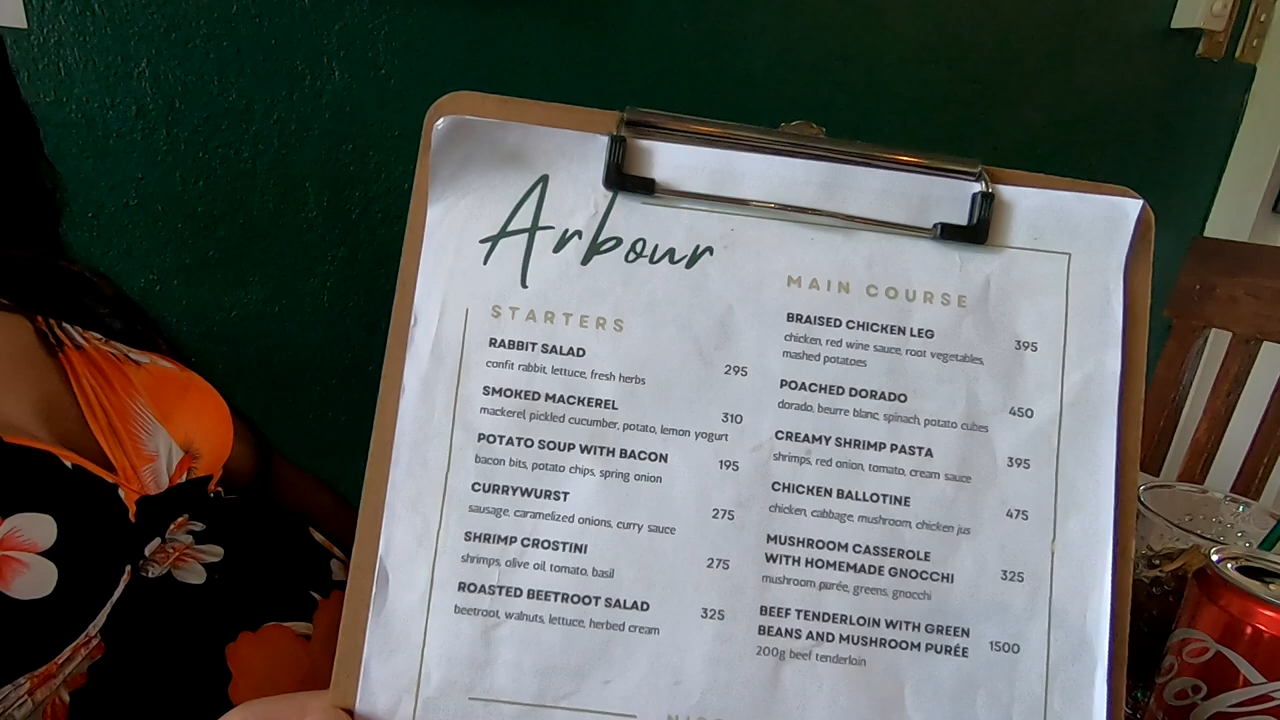 Arbour
STARTERS
RABBIT SALAD
295
confit rabbit, lettuce, fresh herbs
SMOKED MACKEREL
310
mackerel, pickled cucumber, potato, lemon yogurt
POTATO SOUP WITH BACON
195
bacon bits, potato chips, spring onion
CURRYWURST
275
sausage, caramelized onions, curry sauce
SHRIMP CROSTINI
275
shrimps, olive oil, tomato, basil
ROASTED BEETROOT SALAD
325
beetroot, walnuts, lettuce, herbed cream
MAIN COURSE
BRAISED CHICKEN LEG
395
chicken, red wine sauce, root vegetables,
mashed potatoes
POACHED DORADO
450
dorado, beurre blanc, spinach, potato cubes
CREAMY SHRIMP PASTA
395
shrimps, red onion, tomato, cream sauce
CHICKEN BALLOTINE
475
chicken, cabbage, mushroom, chicken jus
MUSHROOM CASSEROLE
WITH HOMEMADE GNOCCHI
325
mushroom purée, greens, gnocchi
BEEF TENDERLOIN WITH GREEN
BEANS AND MUSHROOM PURÉE
1500
200g beef tenderloin